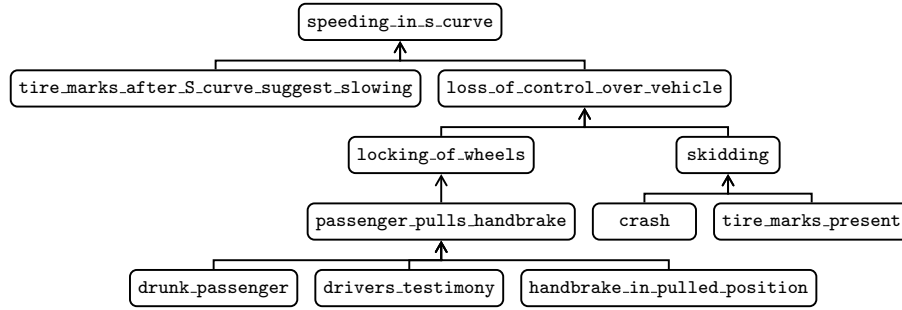 speeding_in_s_curve
tire_marks_after_S_curve_suggest_slowing
loss_of_control_over_vehicle
locking_of_wheels
skidding
passenger_pulls_handbrake
crash
tire_marks_present
drunk_passenger
drivers_testimony
handbrake_in_pulled_position